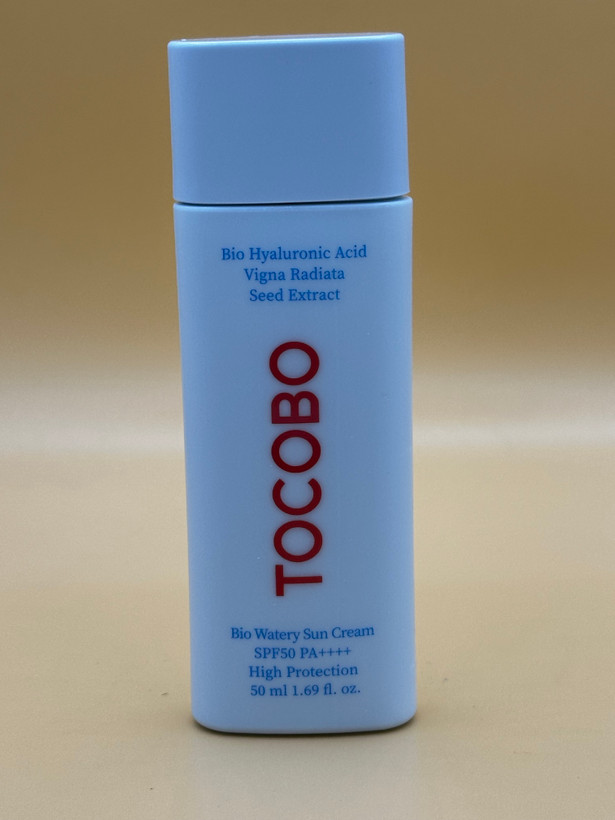 Bio Hyaluronic Acid
Vigna Radiata
Seed Extract
TOCOBO
Bio Watery Sun Cream
SPF50 PA++++
High Protection
50 ml 1.69 fl. oz.